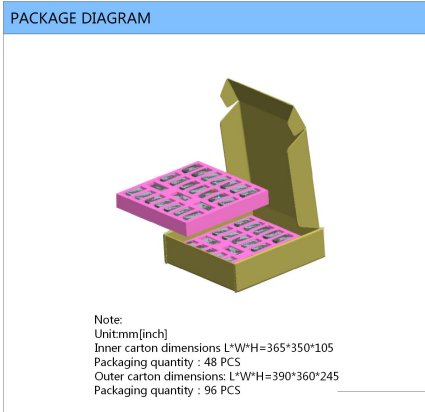 PACKAGE DIAGRAM
Note:
Unit:mm[inch]
Inner carton dimensions L*W*H=365*350*105
Packaging quantity : 48 PCS
Outer carton dimensions: L*W*H=390*360*245
Packaging quantity : 96 PCS